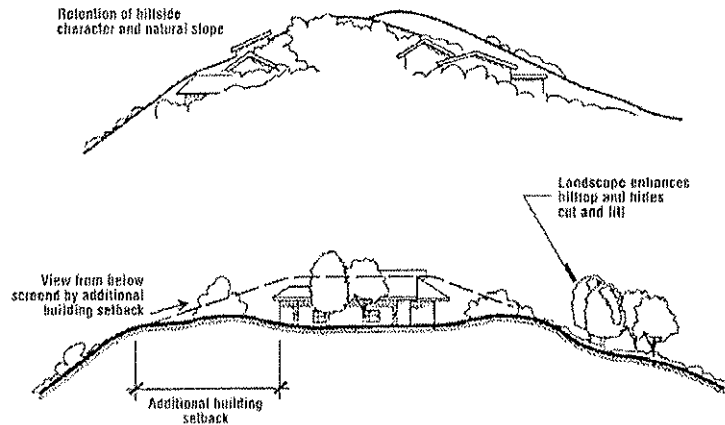 Retention of hillside
character and natural slope
Landscape enhances
hilltop and hides
cut and fill
View from below
screend by additional
building setback
Additional building
setback